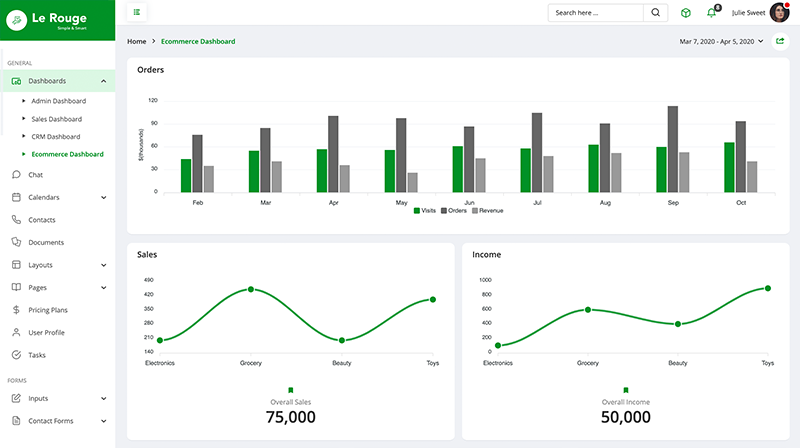 Le Rouge
Simple & Smart
Search here ...
8
Julie Sweet
Home > Ecommerce Dashboard
Mar 7, 2020 - Apr 5, 2020
GENERAL
Dashboards
Admin Dashboard
Sales Dashboard
CRM Dashboard
Ecommerce Dashboard
Chat
Calendars
Contacts
Documents
Layouts
Pages
Pricing Plans
User Profile
Tasks
FORMS
Inputs
Contact Forms
Orders
$(thousands)
120
90
60
30
0
Feb Mar Apr May Jun Jul Aug Sep Oct
Visits Orders Revenue
Sales
490
420
350
280
210
140
Electronics Grocery Beauty Toys
Overall Sales
75,000
Income
1000
800
600
400
200
0
Electronics Grocery Beauty Toys
Overall Income
50,000